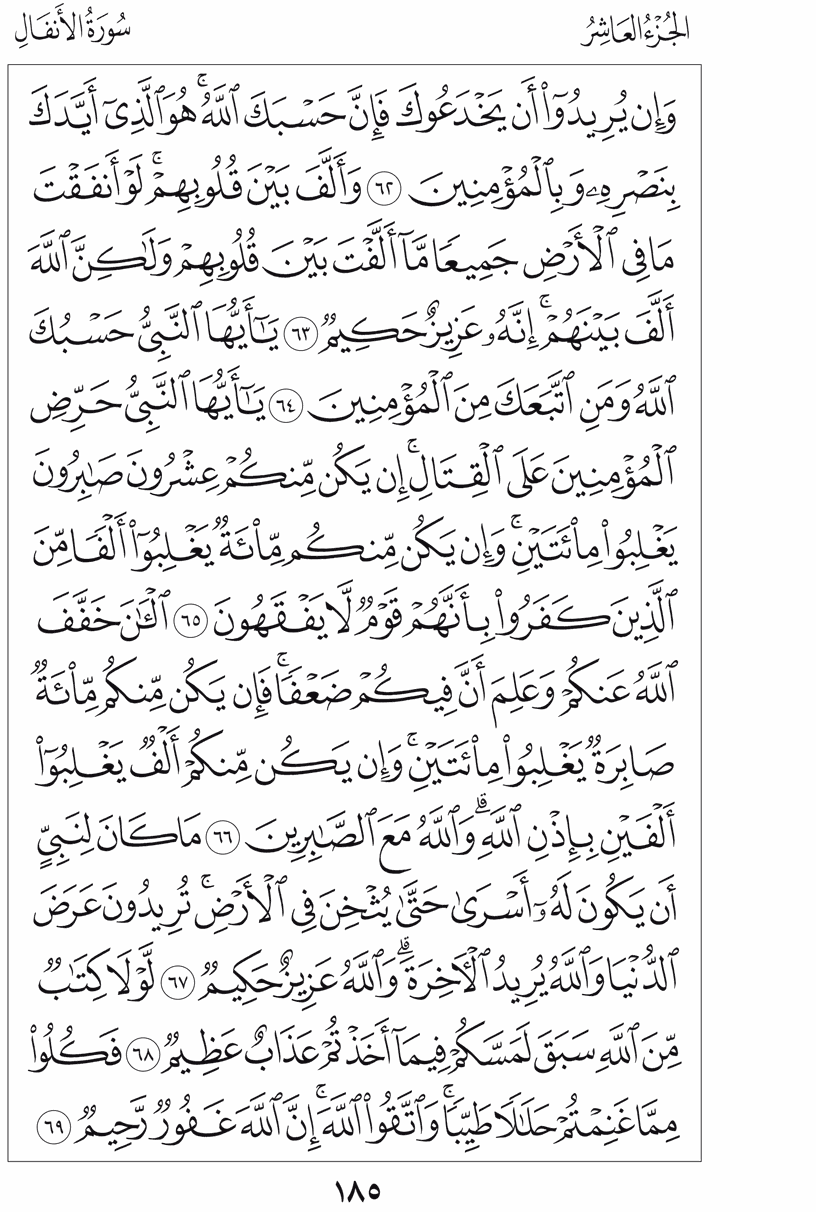 الجُزْءُ العَاشِرُ
سُورَةُ الأَنفَالِ
وَإِن يُرِيدُوٓا۟ أَن يَخْدَعُوكَ فَإِنَّ حَسْبَكَ ٱللَّهُ ۚ هُوَ ٱلَّذِىٓ أَيَّدَكَ
بِنَصْرِهِۦ وَبِٱلْمُؤْمِنِينَ ٦٢ وَأَلَّفَ بَيْنَ قُلُوبِهِمْ ۚ لَوْ أَنفَقْتَ
مَا فِى ٱلْأَرْضِ جَمِيعًا مَّآ أَلَّفْتَ بَيْنَ قُلُوبِهِمْ وَلَٰكِنَّ ٱللَّهَ
أَلَّفَ بَيْنَهُمْ ۚ إِنَّهُۥ عَزِيزٌ حَكِيمٌ ٦٣ يَٰٓأَيُّهَا ٱلنَّبِىُّ حَسْبُكَ
ٱللَّهُ وَمَنِ ٱتَّبَعَكَ مِنَ ٱلْمُؤْمِنِينَ ٦٤ يَٰٓأَيُّهَا ٱلنَّبِىُّ حَرِّضِ
ٱلْمُؤْمِنِينَ عَلَى ٱلْقِتَالِ ۚ إِن يَكُن مِّنكُمْ عِشْرُونَ صَٰبِرُونَ
يَغْلِبُوا۟ مِا۟ئَتَيْنِ ۚ وَإِن يَكُن مِّنكُم مِّا۟ئَةٌ يَغْلِبُوٓا۟ أَلْفًا مِّنَ
ٱلَّذِينَ كَفَرُوا۟ بِأَنَّهُمْ قَوْمٌ لَّا يَفْقَهُونَ ٦٥ ٱلْـَٰٔنَ خَفَّفَ
ٱللَّهُ عَنكُمْ وَعَلِمَ أَنَّ فِيكُمْ ضَعْفًا ۚ فَإِن يَكُن مِّنكُم مِّا۟ئَةٌ
صَابِرَةٌ يَغْلِبُوا۟ مِا۟ئَتَيْنِ ۚ وَإِن يَكُن مِّنكُمْ أَلْفٌ يَغْلِبُوٓا۟
أَلْفَيْنِ بِإِذْنِ ٱللَّهِ ۗ وَٱللَّهُ مَعَ ٱلصَّٰبِرِينَ ٦٦ مَا كَانَ لِنَبِىٍّ
أَن يَكُونَ لَهُۥٓ أَسْرَىٰ حَتَّىٰ يُثْخِنَ فِى ٱلْأَرْضِ ۚ تُرِيدُونَ عَرَضَ
ٱلدُّنْيَا وَٱللَّهُ يُرِيدُ ٱلْـَٔاخِرَةَ ۗ وَٱللَّهُ عَزِيزٌ حَكِيمٌ ٦٧ لَّوْلَا كِتَٰبٌ
مِّنَ ٱللَّهِ سَبَقَ لَمَسَّكُمْ فِيمَآ أَخَذْتُمْ عَذَابٌ عَظِيمٌ ٦٨ فَكُلُوا۟
مِمَّا غَنِمْتُمْ حَلَٰلًا طَيِّبًا ۚ وَٱتَّقُوا۟ ٱللَّهَ ۚ إِنَّ ٱللَّهَ غَفُورٌ رَّحِيمٌ ٦٩
١٨٥